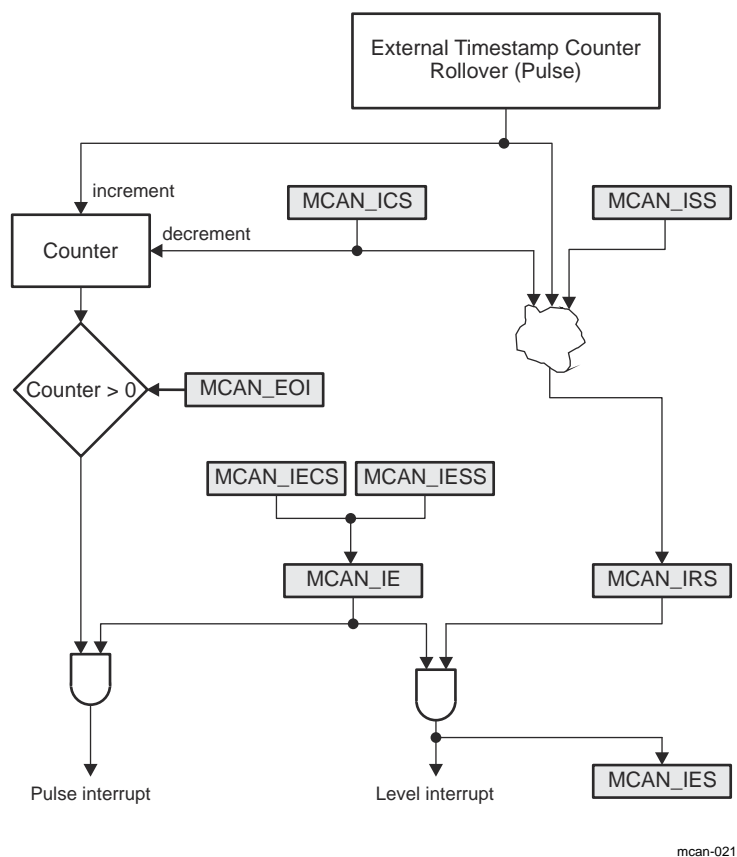 External Timestamp Counter
Rollover (Pulse)
increment
MCAN_ICS
MCAN_ISS
decrement
Counter
Counter > 0
MCAN_EOI
MCAN_IECS
MCAN_IESS
MCAN_IE
MCAN_IRS
MCAN_IES
Pulse interrupt
Level interrupt
mcan-021